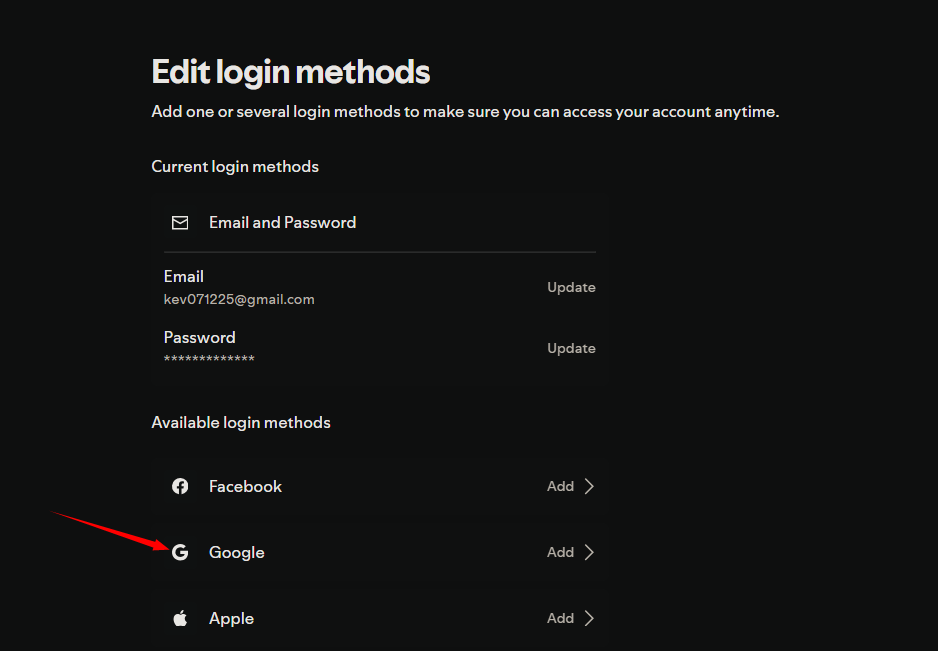 Edit login methods
Add one or several login methods to make sure you can access your account anytime.
Current login methods
Email and Password
Email
kev071225@gmail.com
Update
Password
*************
Update
Available login methods
Facebook
Add
Google
Add
Apple
Add